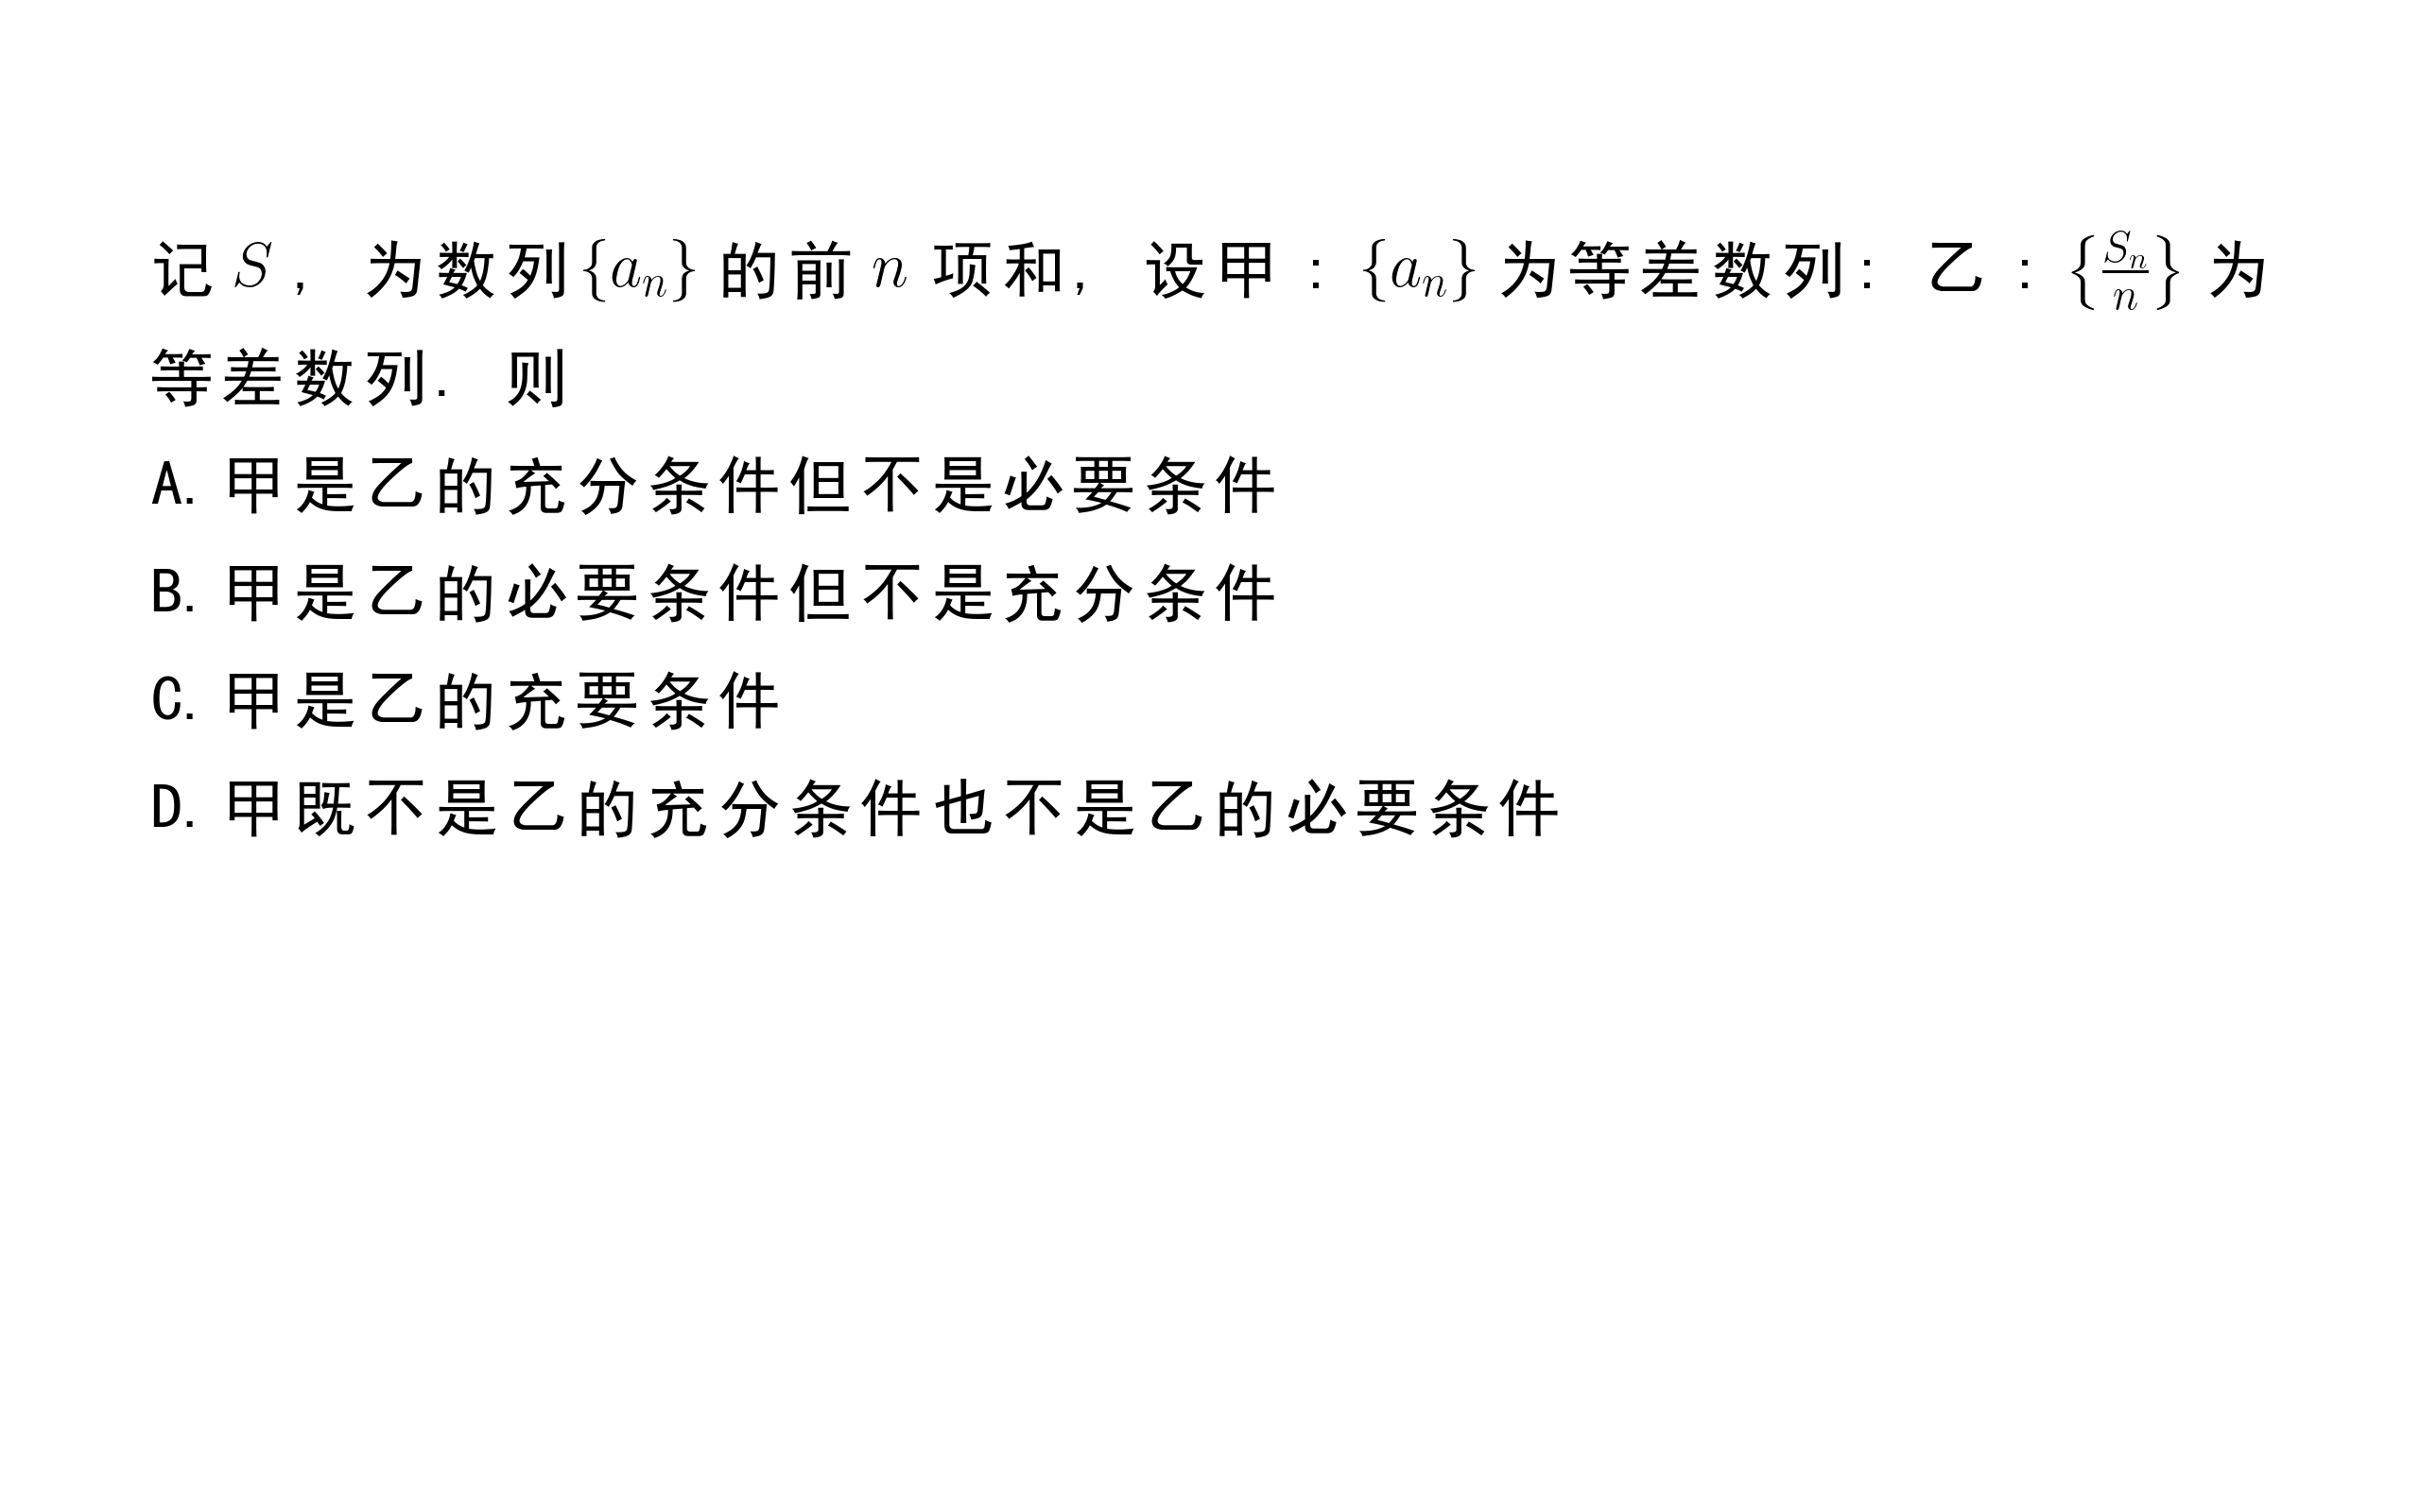 记 S， 为数列{aₙ} 的前 n 项和， 设甲：{aₙ} 为等差数列： 乙：{Sₙ/n} 为
等差数列． 则
A. 甲是乙的充分条件但不是必要条件
B. 甲是乙的必要条件但不是充分条件
C. 甲是乙的充要条件
D. 甲既不是乙的充分条件也不是乙的必要条件